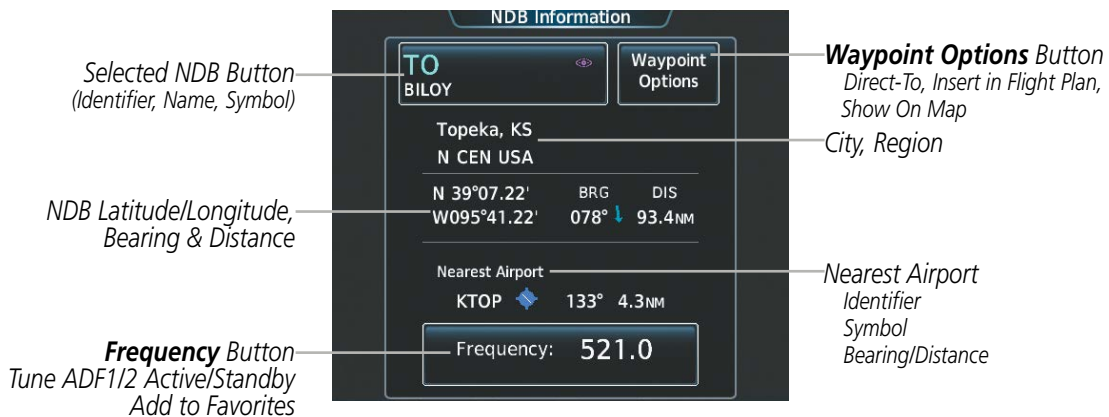 NDB Information
Selected NDB Button
(Identifier, Name, Symbol)
TO
BILOY
Waypoint
Options
Waypoint Options Button
Direct-To, Insert in Flight Plan,
Show On Map
Topeka, KS
N CEN USA
City, Region
NDB Latitude/Longitude,
Bearing & Distance
N 39°07.22' BRG DIS
W095°41.22' 078° 93.4NM
Nearest Airport
KTOP 133° 4.3NM
Nearest Airport
Identifier
Symbol
Bearing/Distance
Frequency Button
Tune ADF1/2 Active/Standby
Add to Favorites
Frequency: 521.0